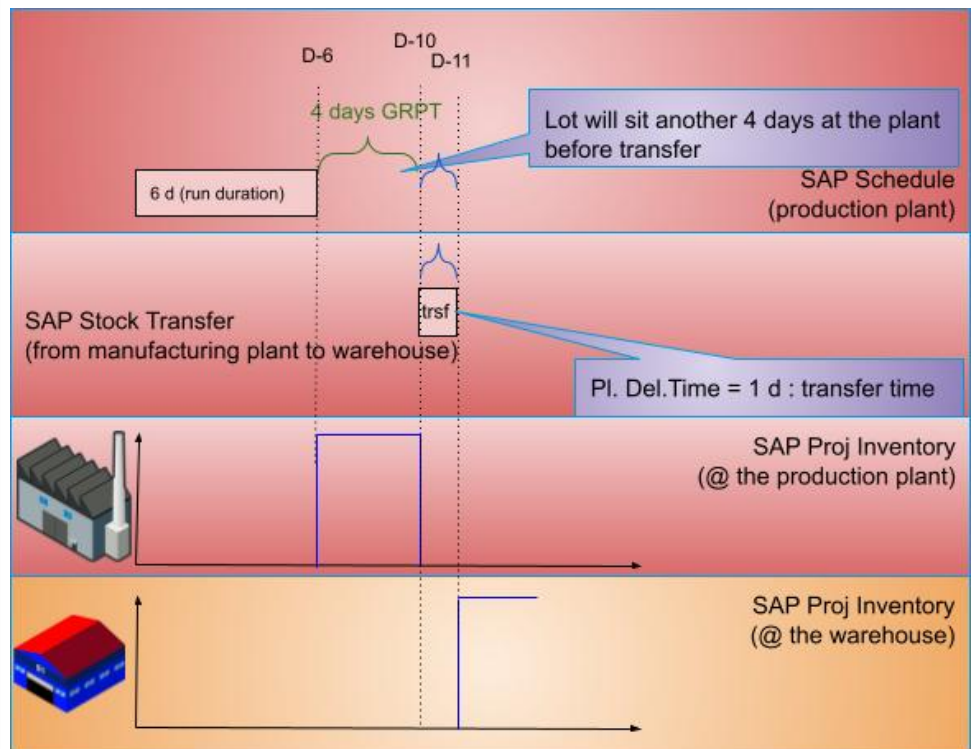 D-6
D-10
D-11
4 days GRPT
Lot will sit another 4 days at the plant
before transfer
6 d (run duration)
SAP Schedule
(production plant)
trsf
SAP Stock Transfer
(from manufacturing plant to warehouse)
Pl. Del.Time = 1 d : transfer time
SAP Proj Inventory
(@ the production plant)
SAP Proj Inventory
(@ the warehouse)